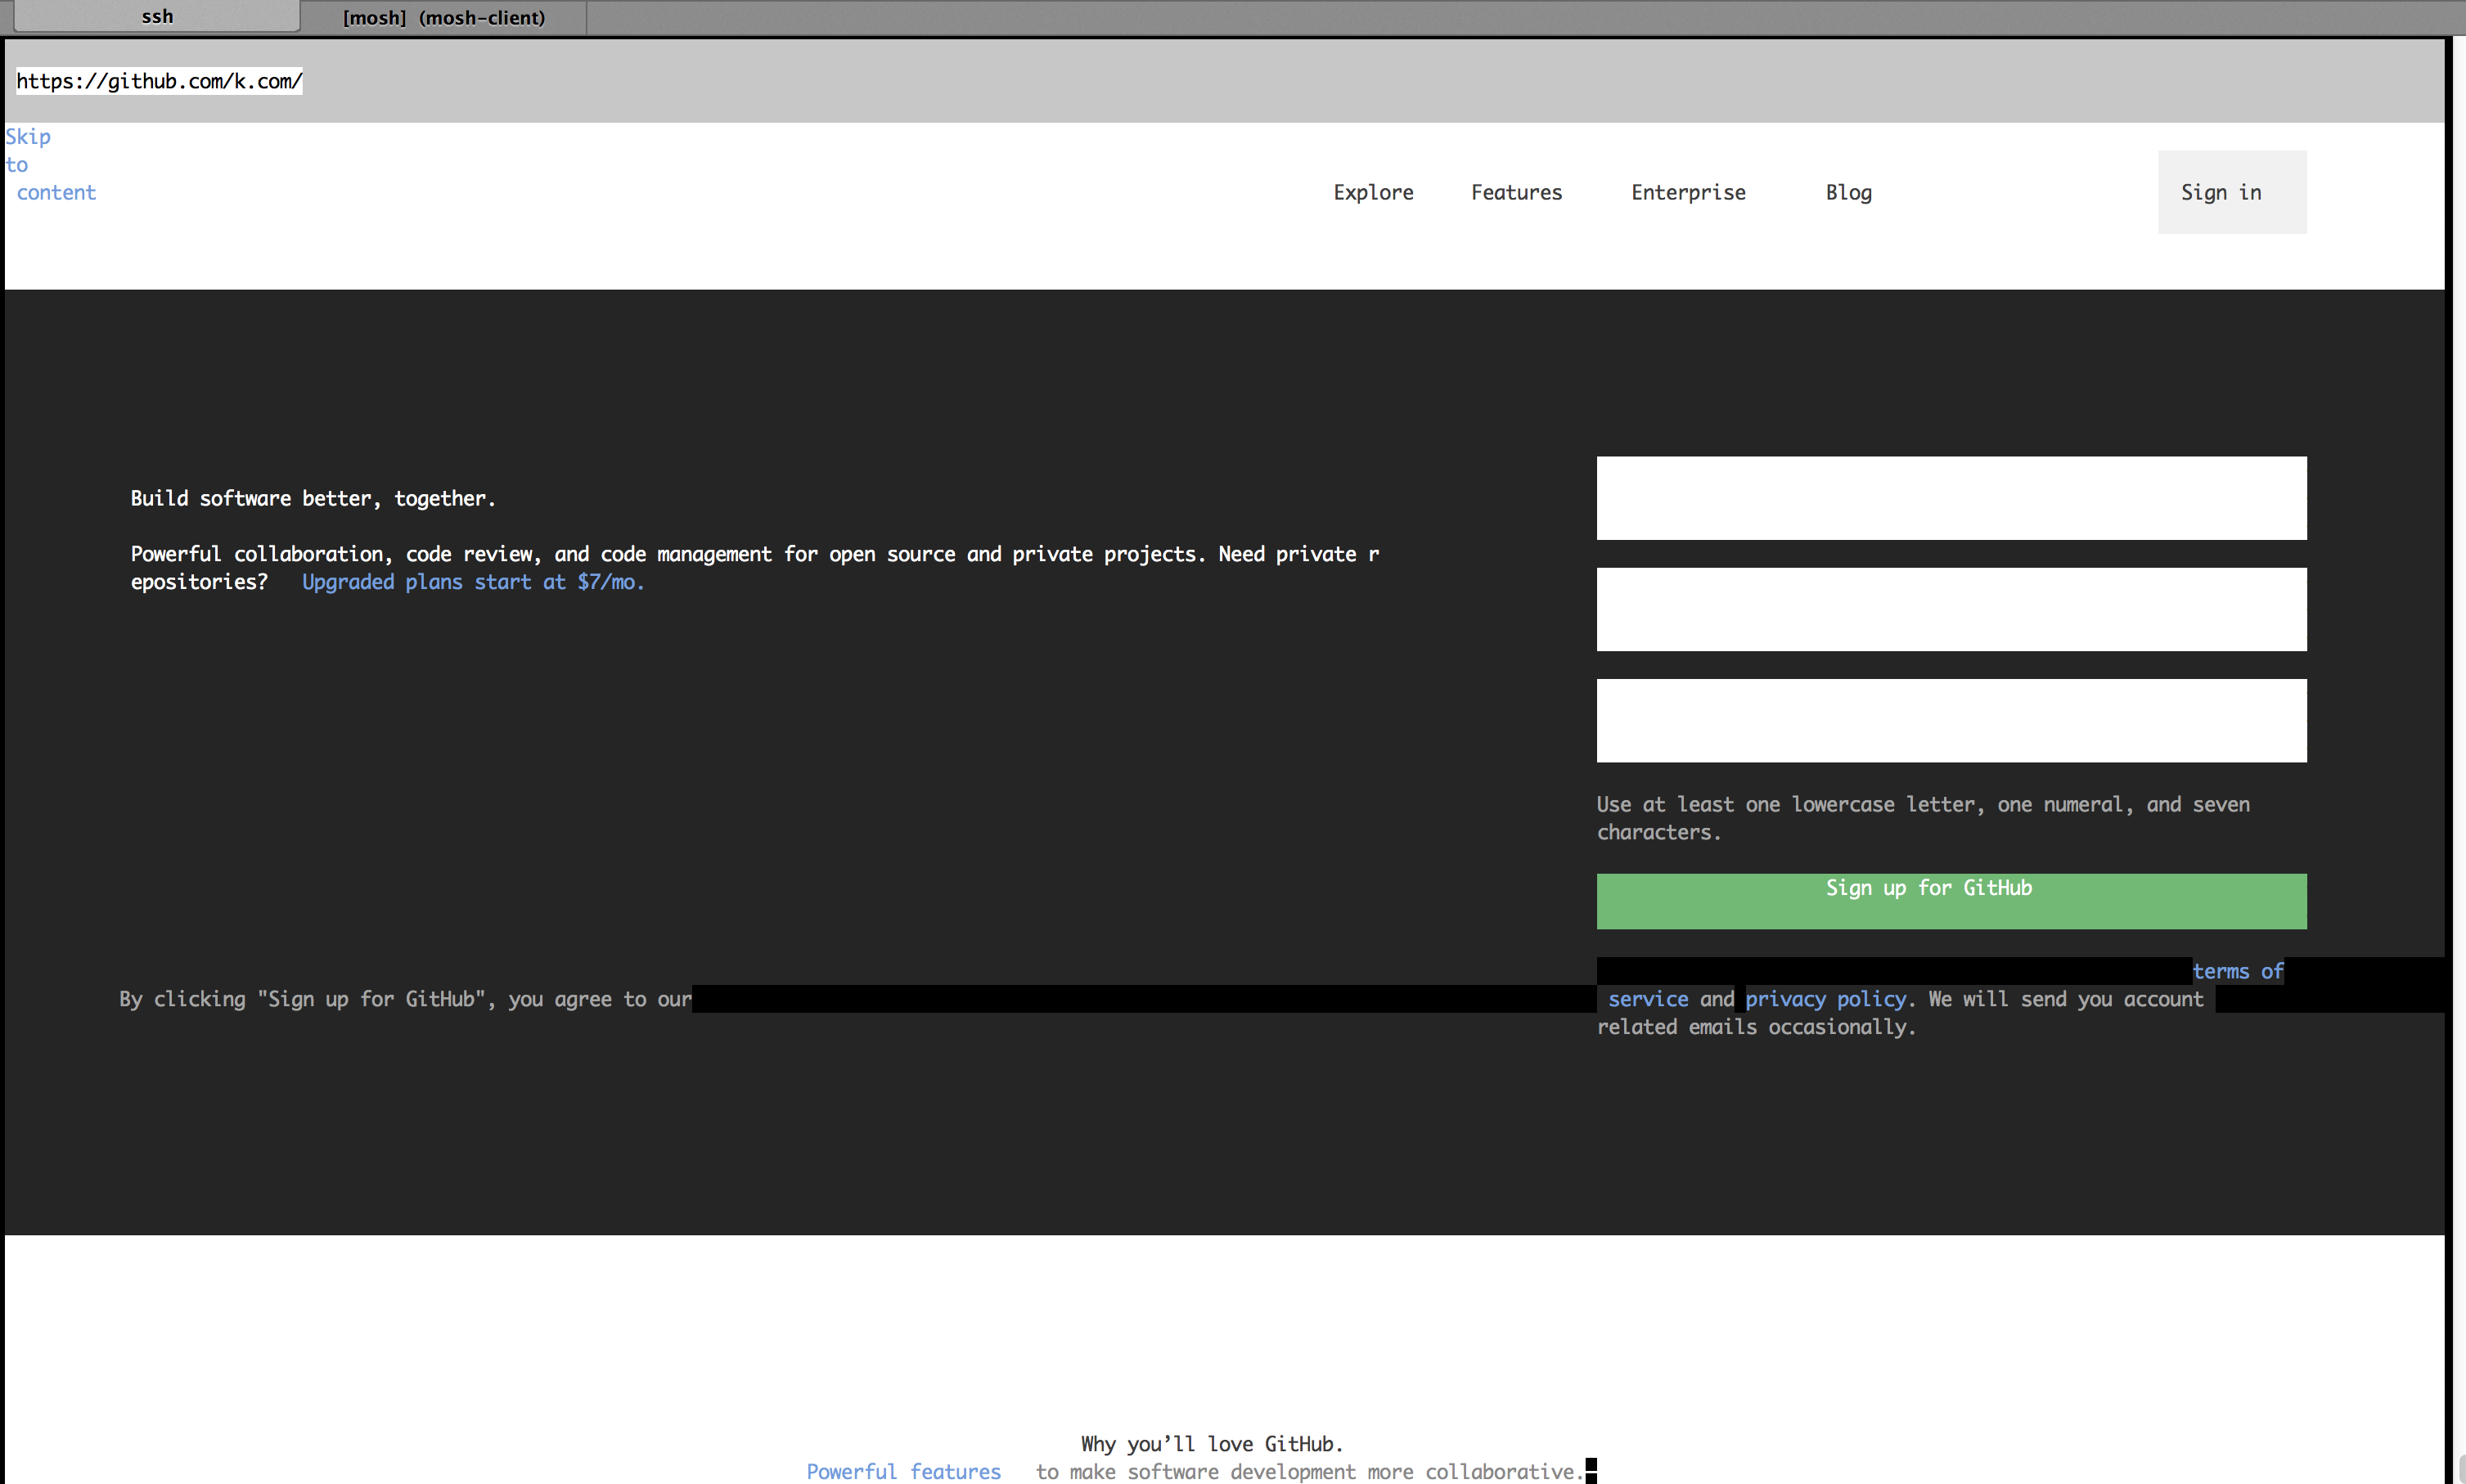 ssh
[mosh] (mosh-client)
https://github.com/k.com/
Skip
to
content
Explore Features Enterprise Blog Sign in
Build software better, together.
Powerful collaboration, code review, and code management for open source and private projects. Need private r
epositories? Upgraded plans start at $7/mo.
Use at least one lowercase letter, one numeral, and seven
characters.
Sign up for GitHub
terms of
By clicking "Sign up for GitHub", you agree to our service and privacy policy. We will send you account
related emails occasionally.
Why you’ll love GitHub.
Powerful features to make software development more collaborative.